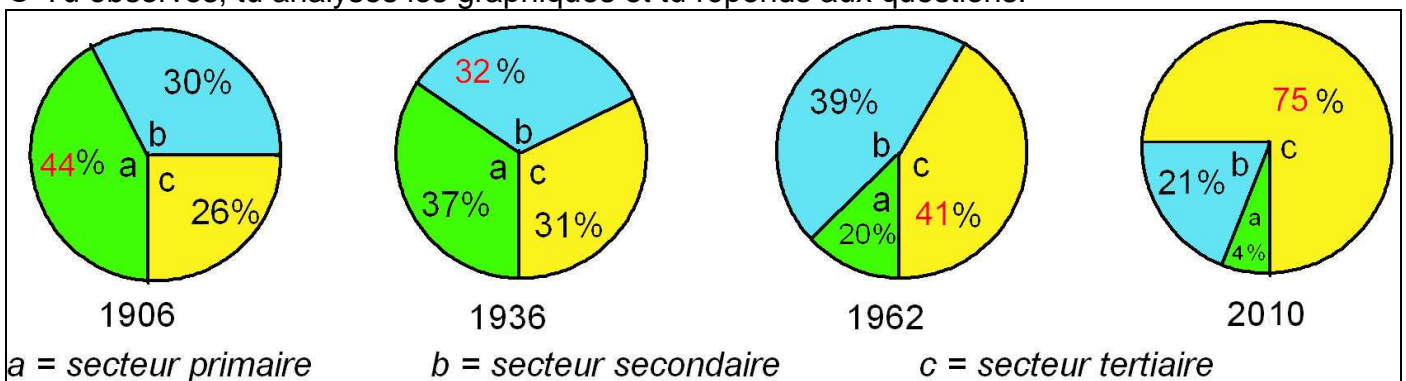 Tu observes, tu analyses les graphiques et tu réponds aux questions.
30%
b
44% a
c
26%
1906
32 %
b
a c
37%
31%
1936
39%
b
c
a
20%
41%
1962
75 %
b c
21%
a
4%
2010
a = secteur primaire b = secteur secondaire c = secteur tertiaire